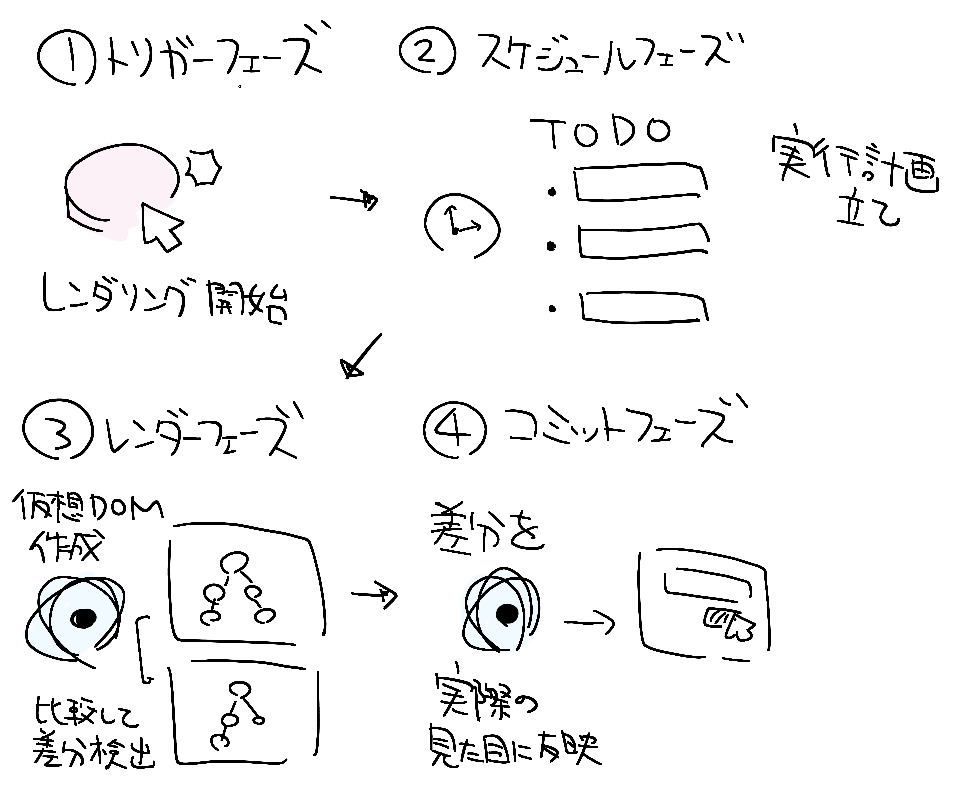 ① トリガーフェーズ
レンダリング開始
② スケジュールフェーズ
TODO
実行計画
立て
③ レンダーフェーズ
仮想DOM
作成
比較して
差分検出
④ コミットフェーズ
差分を
実際の
見た目に反映